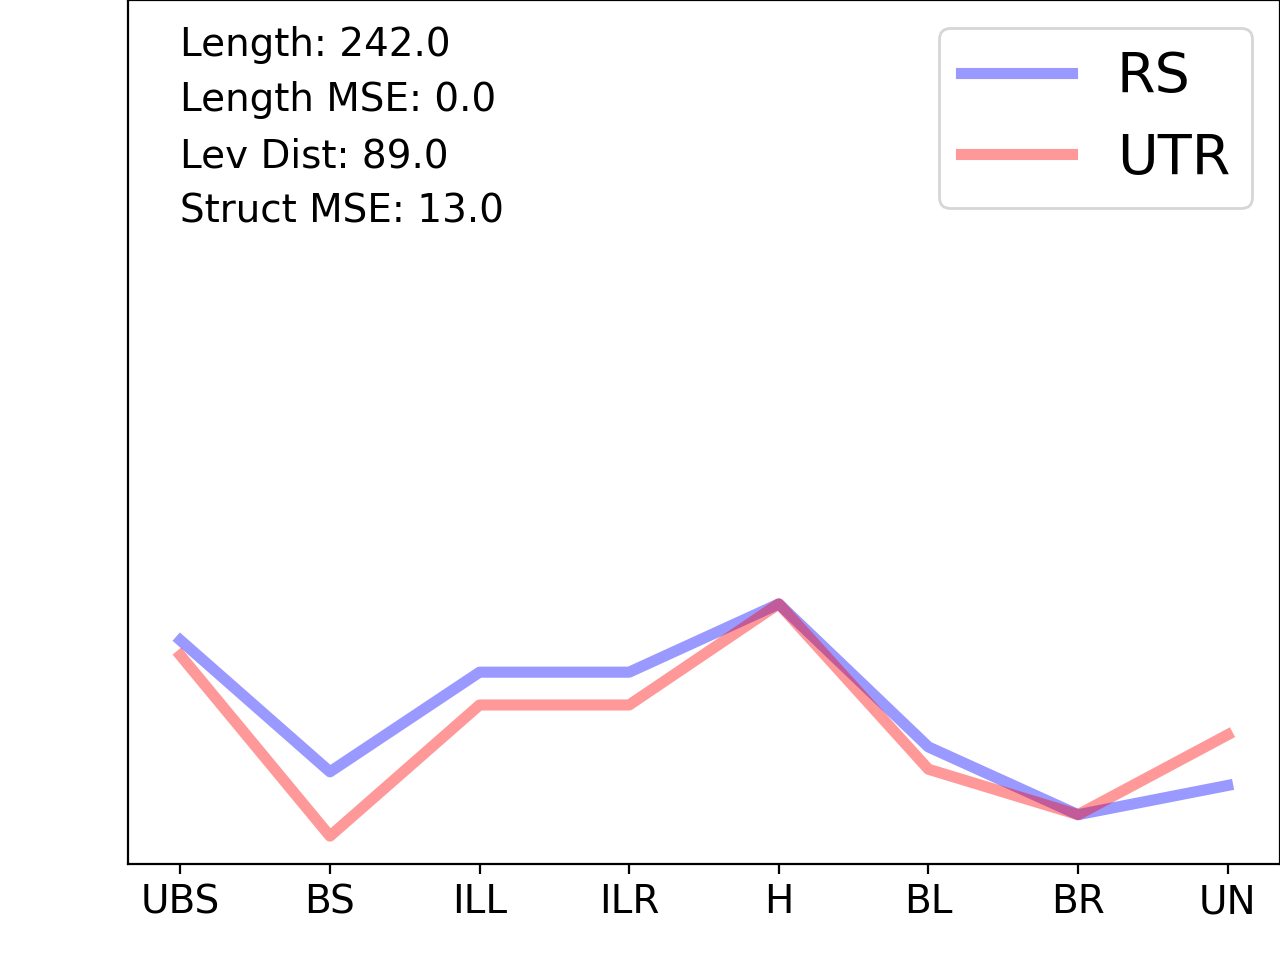 Length: 242.0
Length MSE: 0.0
Lev Dist: 89.0
Struct MSE: 13.0
RS
UTR
UBS BS ILL ILR H BL BR UN